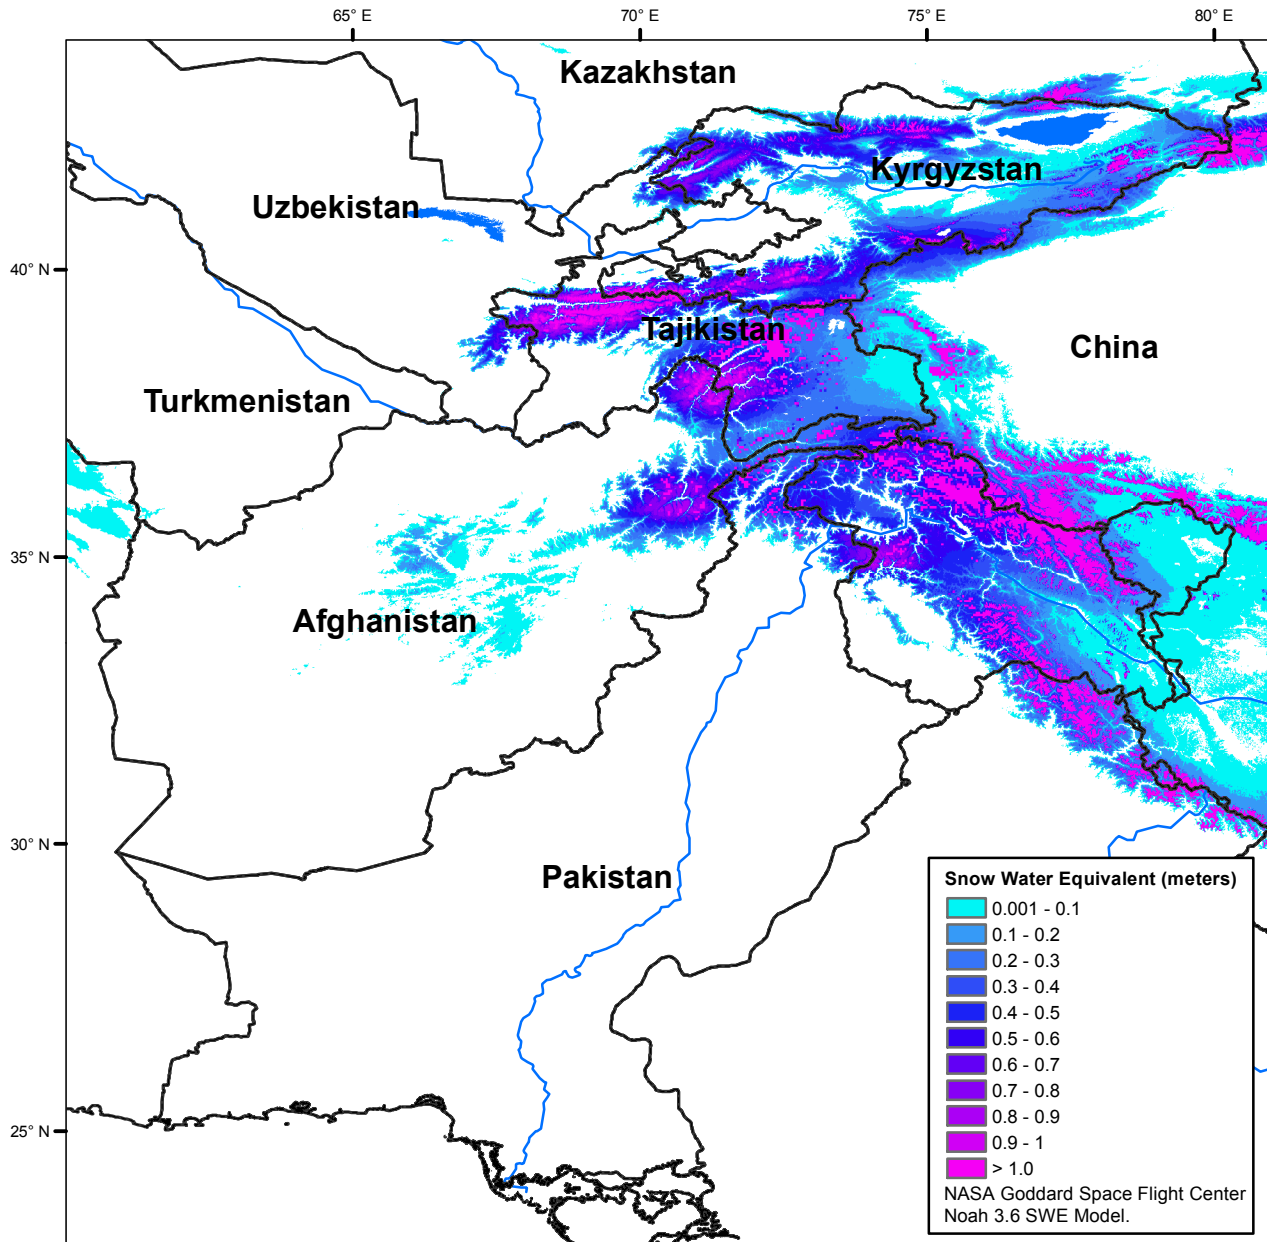 65° E
70° E
75° E
80° E
Kazakhstan
Kyrgyzstan
Uzbekistan
40° N
Tajikistan
China
Turkmenistan
35° N
Afghanistan
30° N
Pakistan
25° N
Snow Water Equivalent (meters)
0.001 - 0.1
0.1 - 0.2
0.2 - 0.3
0.3 - 0.4
0.4 - 0.5
0.5 - 0.6
0.6 - 0.7
0.7 - 0.8
0.8 - 0.9
0.9 - 1
> 1.0
NASA Goddard Space Flight Center
Noah 3.6 SWE Model.